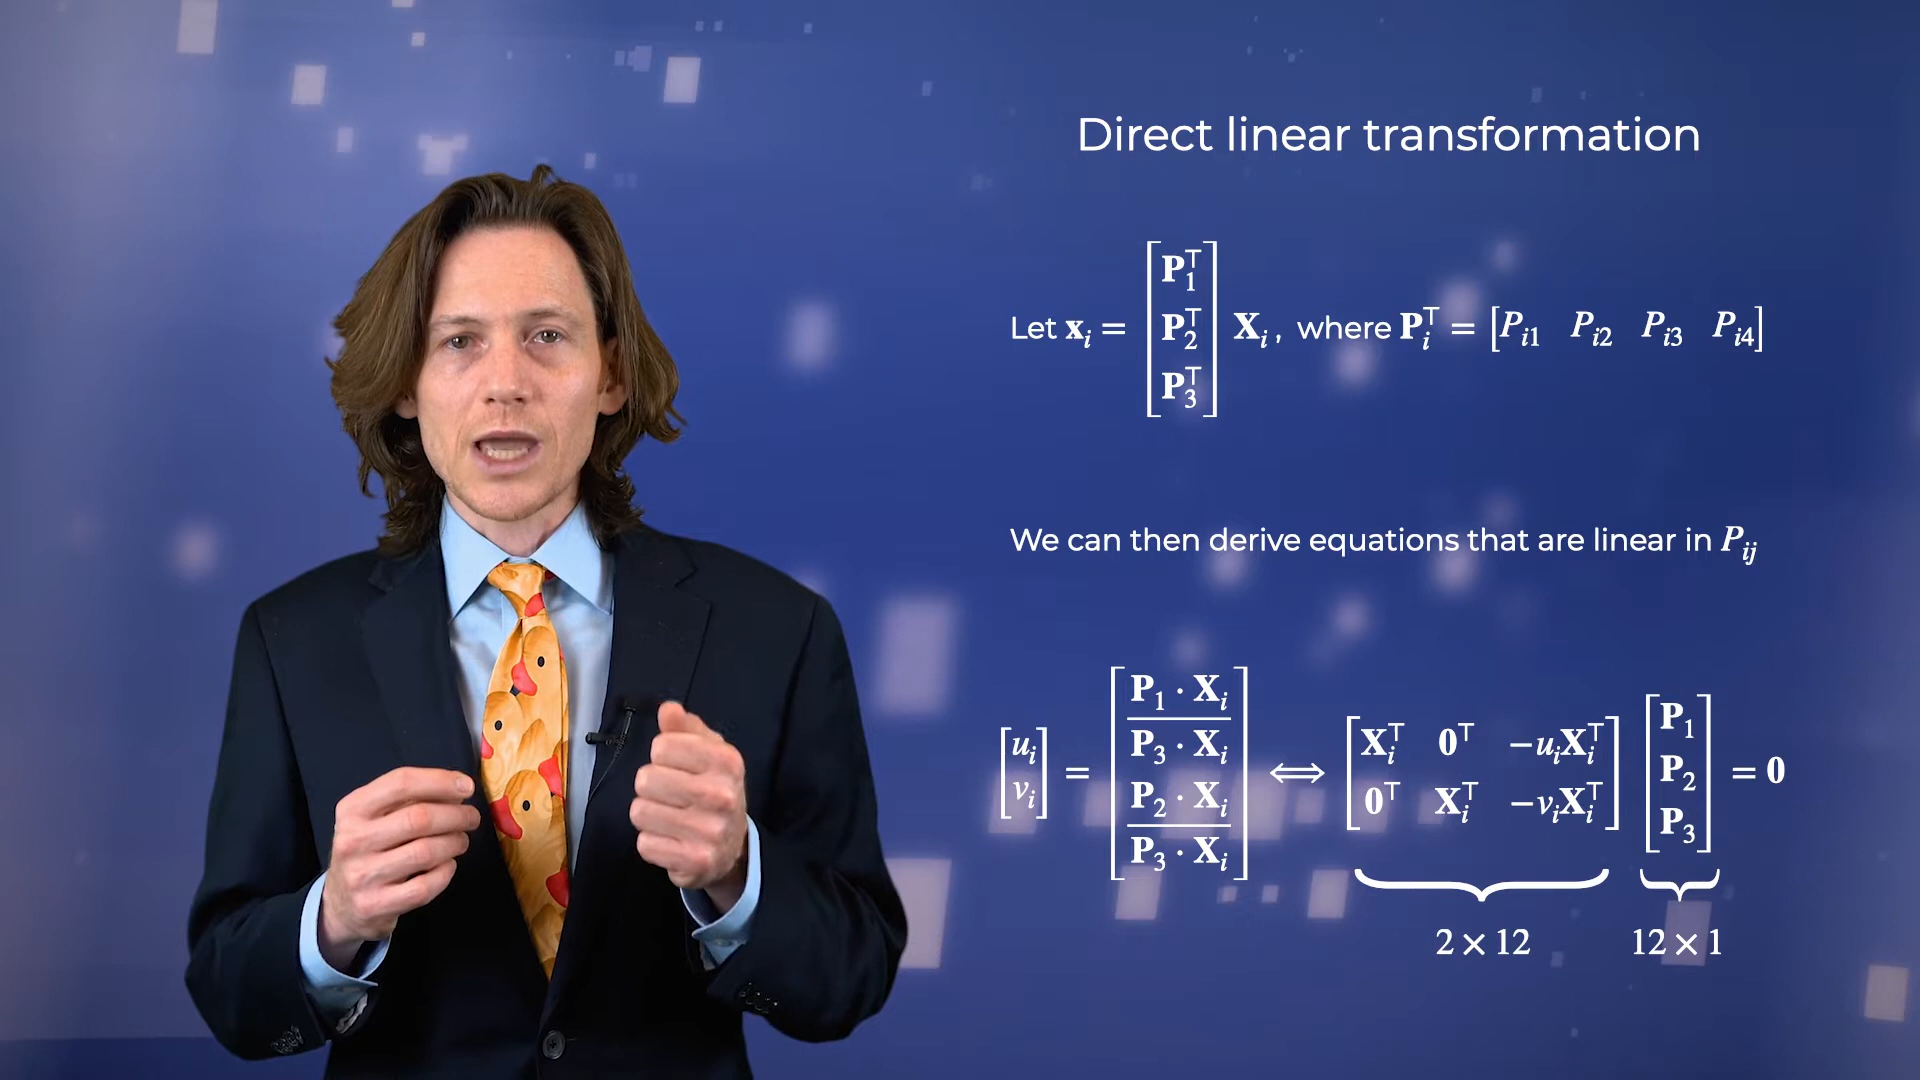 Direct linear transformation
Let xᵢ = [P₁ᵀ P₂ᵀ P₃ᵀ] Xᵢ, where Pᵢᵀ = [Pᵢ₁ Pᵢ₂ Pᵢ₃ Pᵢ₄]
We can then derive equations that are linear in Pᵢⱼ
[uᵢ vᵢ] = [P₁ · Xᵢ / P₃ · Xᵢ P₂ · Xᵢ / P₃ · Xᵢ] ⟺ [Xᵢᵀ 0ᵀ −uᵢXᵢᵀ 0ᵀ Xᵢᵀ −vᵢXᵢᵀ] [P₁ P₂ P₃] = 0
2 × 12 12 × 1